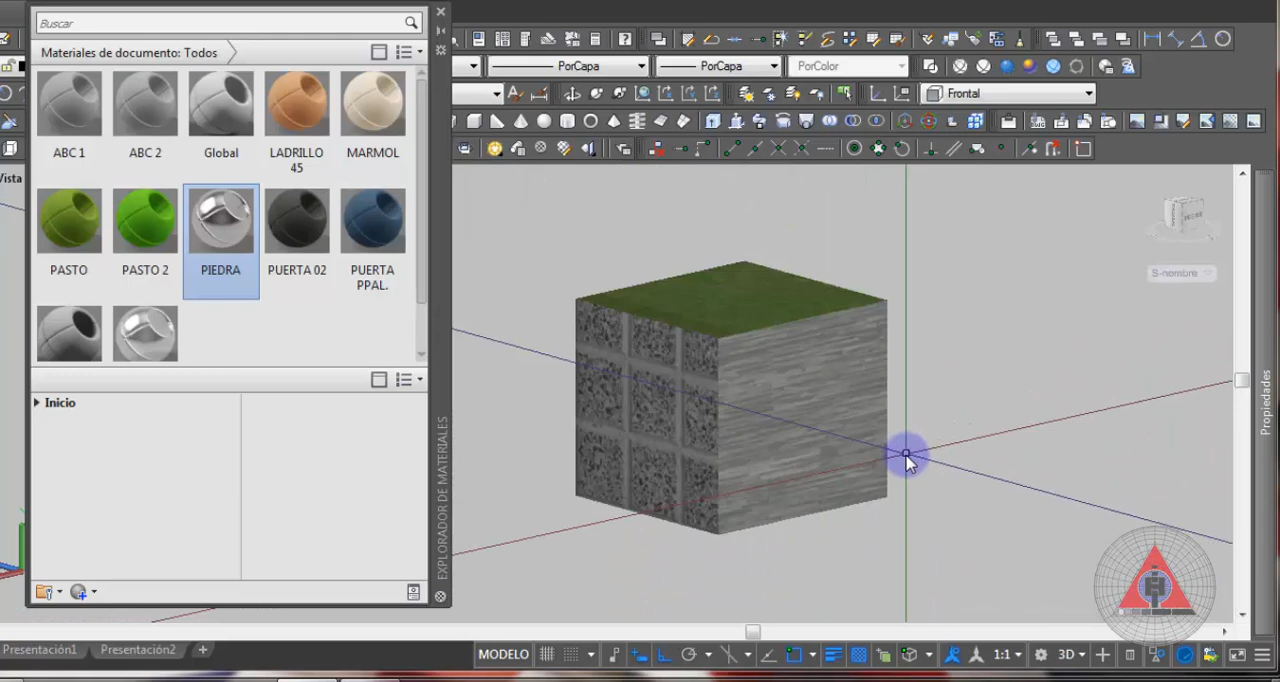 Buscar
Materiales de documento: Todos
ABC 1
ABC 2
Global
LADRILLO
45
MARMOL
PASTO
PASTO 2
PIEDRA
PUERTA 02
PUERTA
PPAL.
Inicio
EXPLORADOR DE MATERIALES
PorCapa
PorCapa
PorColor
Frontal
Vista
S-nombre
Propiedades
Presentación1
Presentación2
MODELO
1:1
3D